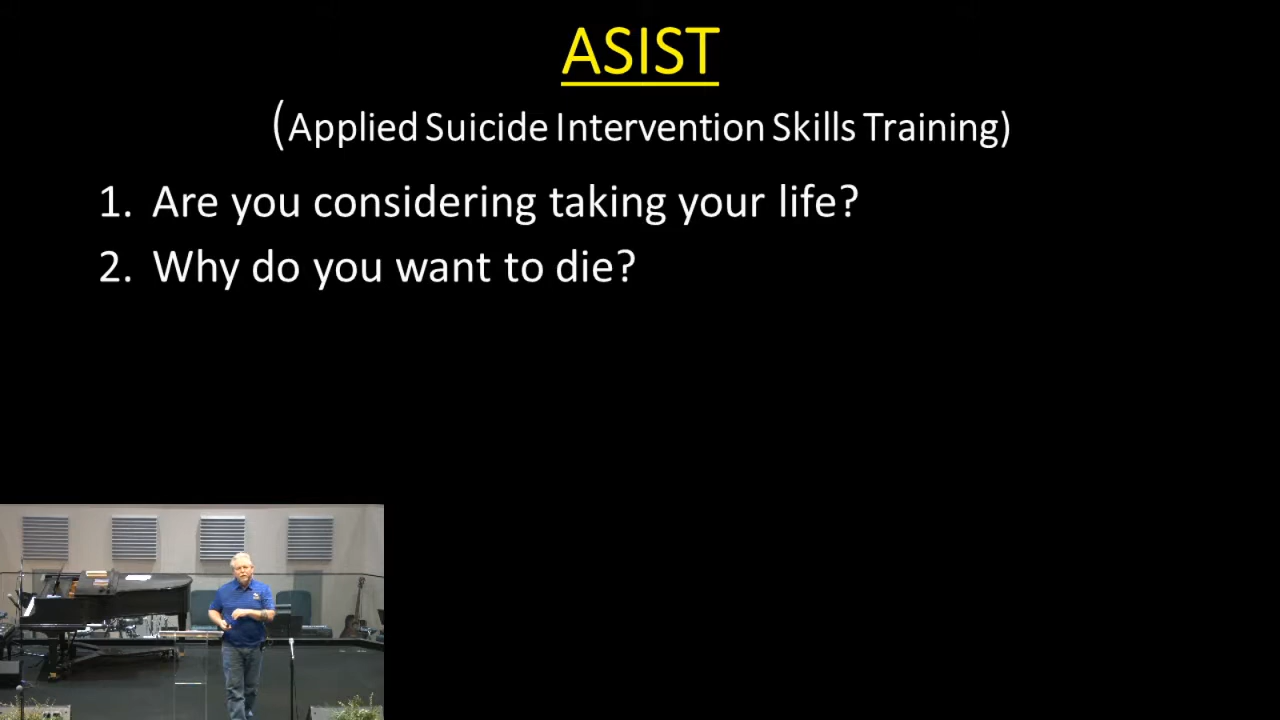 ASIST
(Applied Suicide Intervention Skills Training)
1. Are you considering taking your life?
2. Why do you want to die?